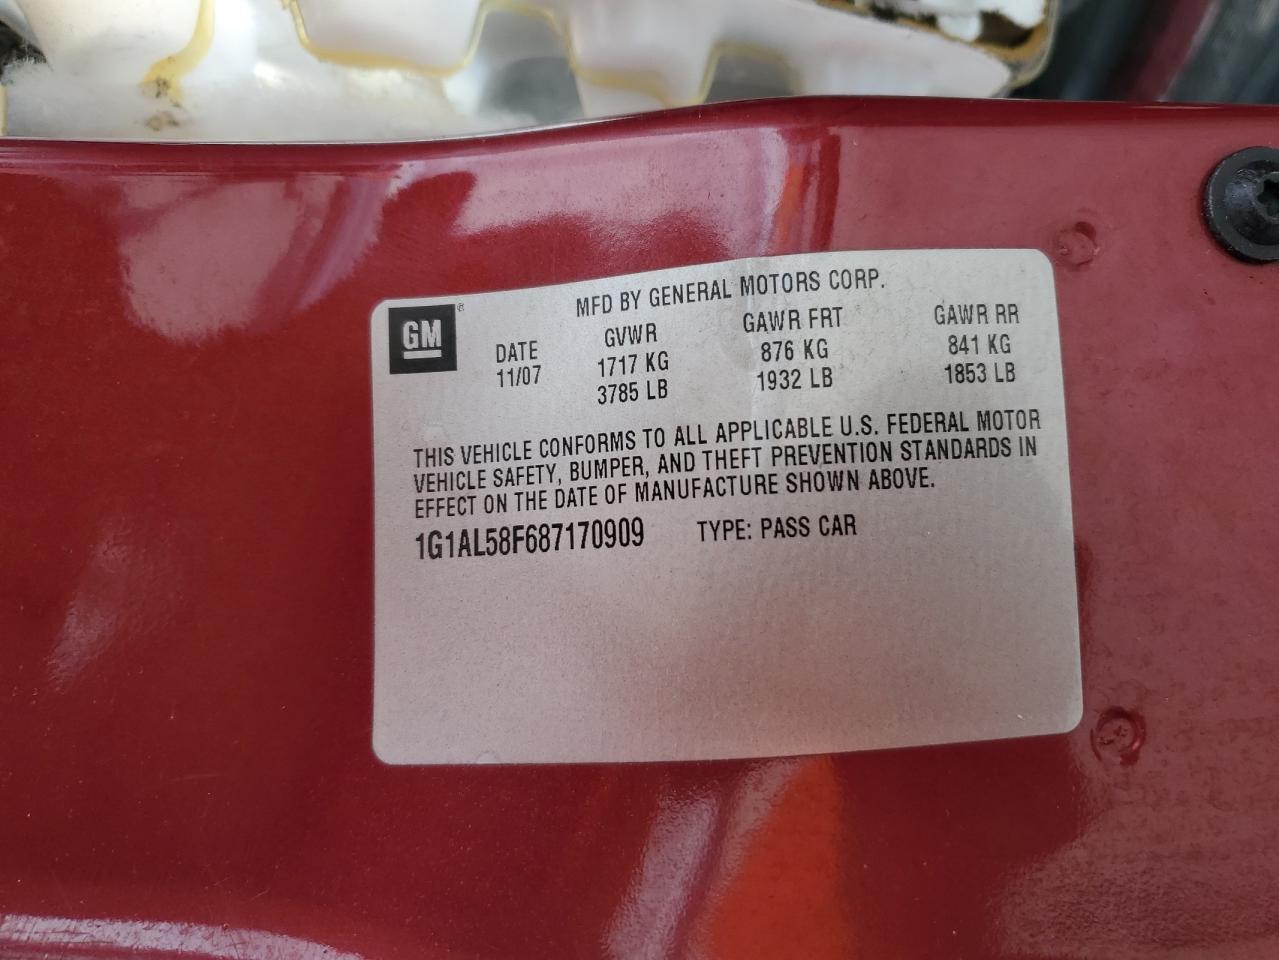 MFD BY GENERAL MOTORS CORP.
GM®
DATE GVWR GAWR FRT GAWR RR
11/07 1717 KG 876 KG 841 KG
3785 LB 1932 LB 1853 LB
THIS VEHICLE CONFORMS TO ALL APPLICABLE U.S. FEDERAL MOTOR
VEHICLE SAFETY, BUMPER, AND THEFT PREVENTION STANDARDS IN
EFFECT ON THE DATE OF MANUFACTURE SHOWN ABOVE.
1G1AL58F687170909 TYPE: PASS CAR